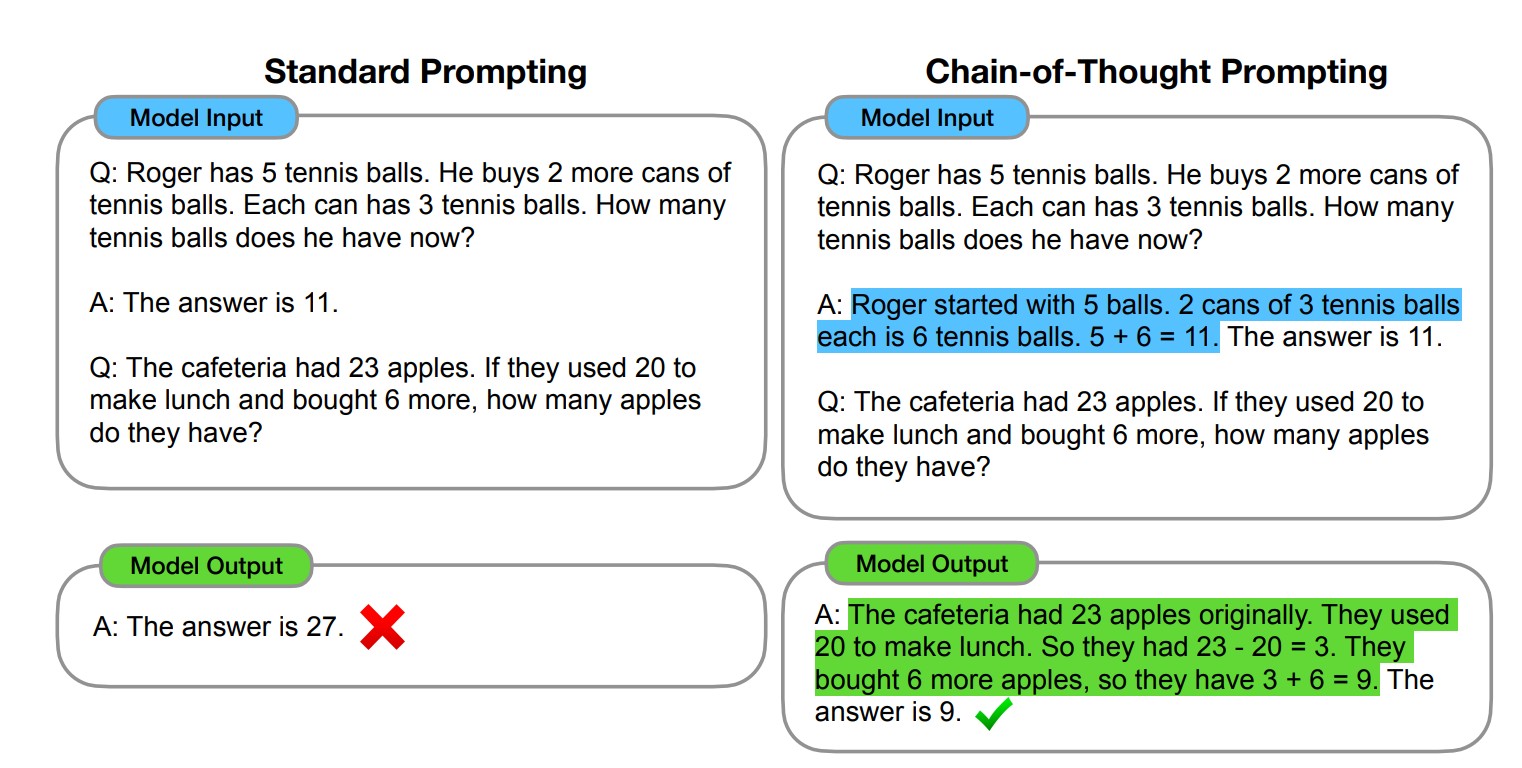 Standard Prompting
Model Input
Q: Roger has 5 tennis balls. He buys 2 more cans of
tennis balls. Each can has 3 tennis balls. How many
tennis balls does he have now?
A: The answer is 11.
Q: The cafeteria had 23 apples. If they used 20 to
make lunch and bought 6 more, how many apples
do they have?
Model Output
A: The answer is 27.
Chain-of-Thought Prompting
Model Input
Q: Roger has 5 tennis balls. He buys 2 more cans of
tennis balls. Each can has 3 tennis balls. How many
tennis balls does he have now?
A: Roger started with 5 balls. 2 cans of 3 tennis balls
each is 6 tennis balls. 5 + 6 = 11. The answer is 11.
Q: The cafeteria had 23 apples. If they used 20 to
make lunch and bought 6 more, how many apples
do they have?
Model Output
A: The cafeteria had 23 apples originally. They used
20 to make lunch. So they had 23 - 20 = 3. They
bought 6 more apples, so they have 3 + 6 = 9. The
answer is 9.